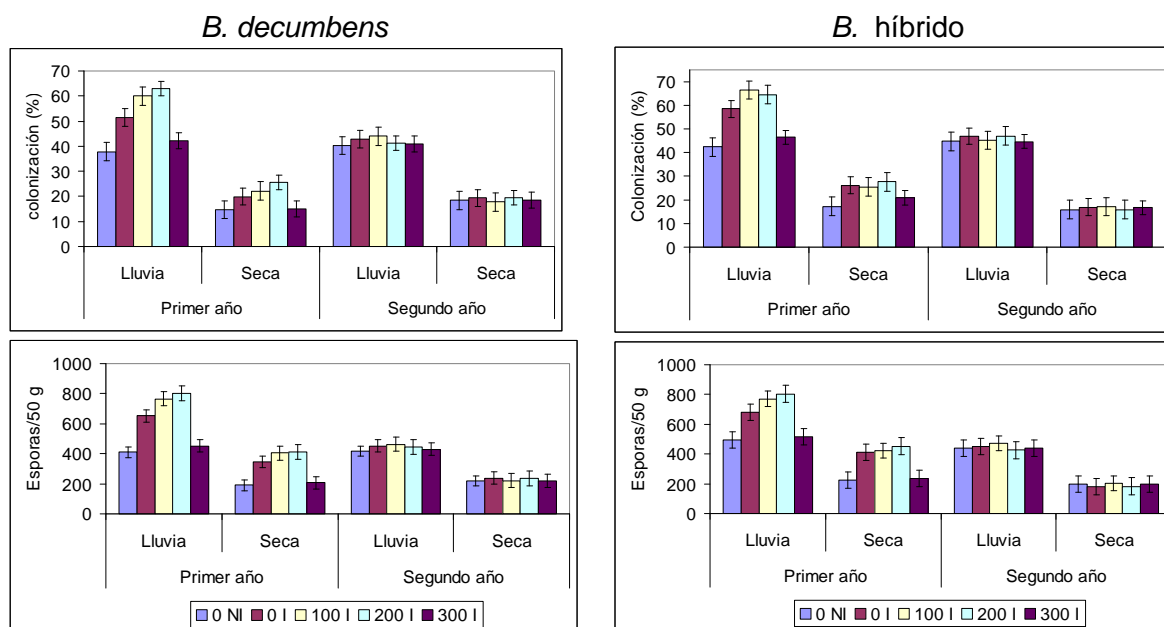 B. decumbens
B. híbrido
colonización (%)
70
60
50
40
30
20
10
0
Lluvia Seca Lluvia Seca
Primer año Segundo año
Colonización (%)
70
60
50
40
30
20
10
0
Lluvia Seca Lluvia Seca
Primer año Segundo año
Esporas/50 g
1000
800
600
400
200
0
Lluvia Seca Lluvia Seca
Primer año Segundo año
0 NI 0 I 100 I 200 I 300 I
Esporas/50 g
1000
800
600
400
200
0
Lluvia Seca Lluvia Seca
Primer año Segundo año
0 NI 0 I 100 I 200 I 300 I